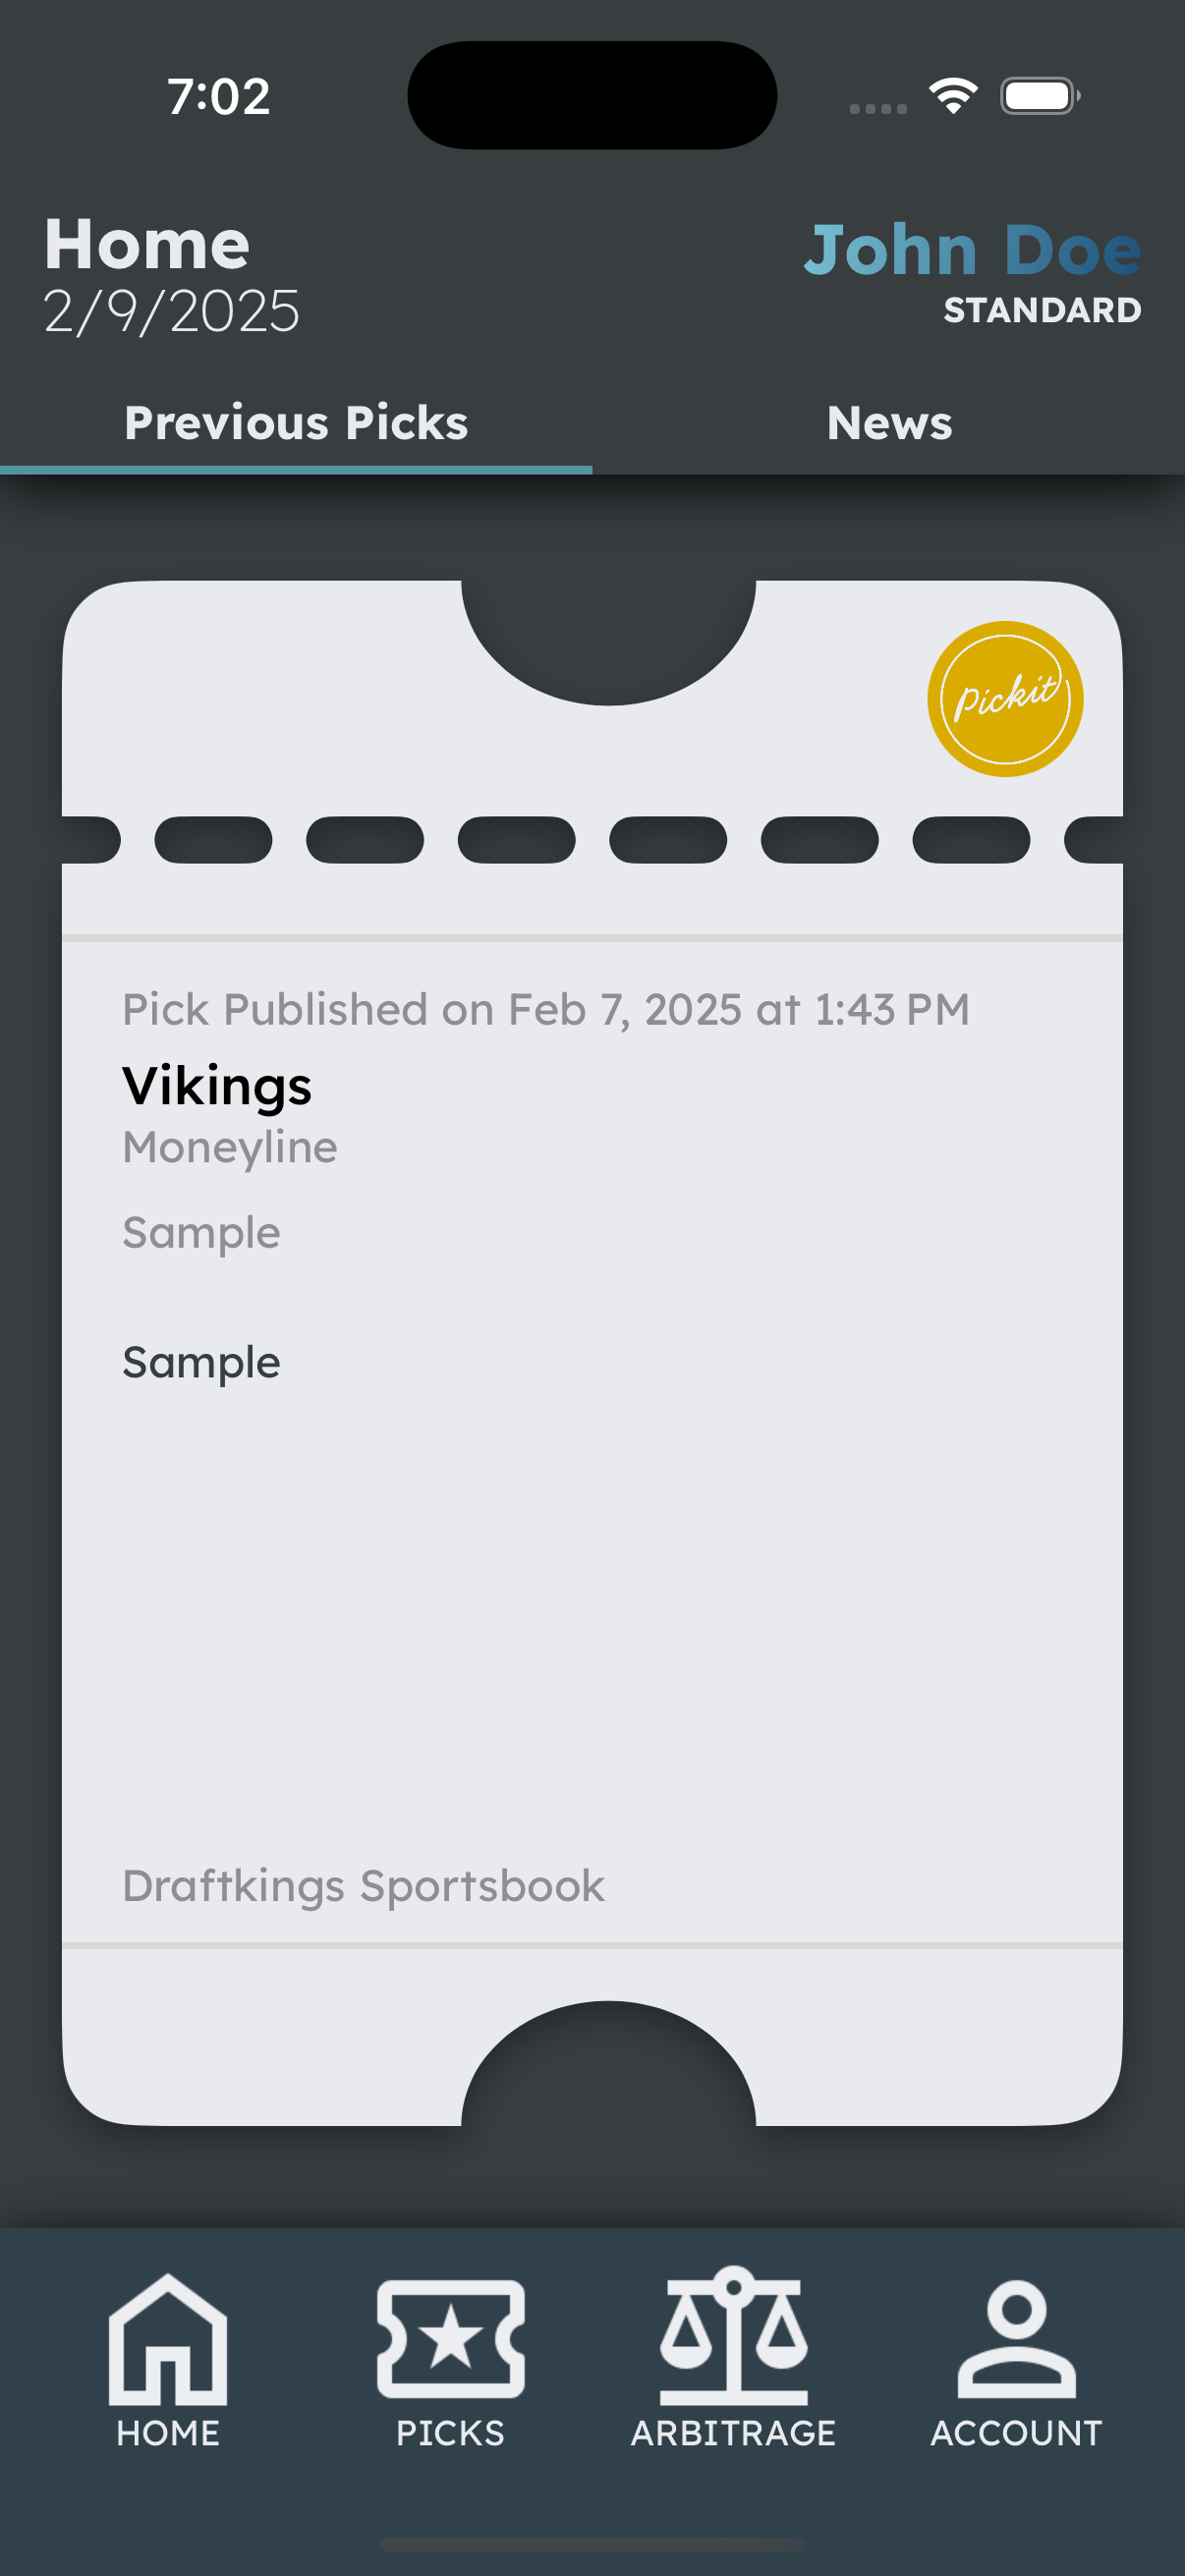 7:02
Home
John Doe
2/9/2025
STANDARD
Previous Picks
News
Pickit
Pick Published on Feb 7, 2025 at 1:43 PM
Vikings
Moneyline
Sample
Sample
Draftkings Sportsbook
HOME
PICKS
ARBITRAGE
ACCOUNT